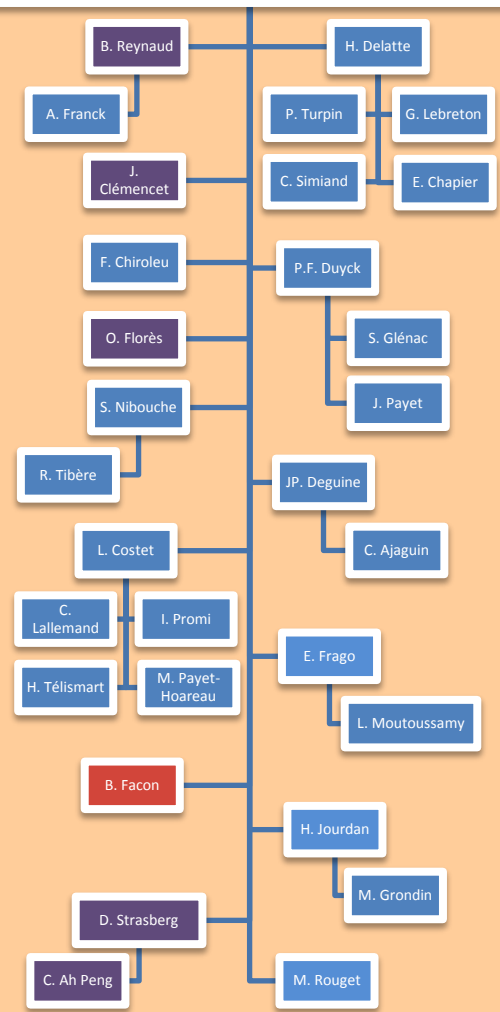 B. Reynaud
H. Delatte
A. Franck
P. Turpin
G. Lebreton
J.
Clémencet
C. Simiand
E. Chapier
F. Chiroleu
P.F. Duyck
O. Florès
S. Glénac
J. Payet
S. Nibouche
R. Tibère
JP. Deguine
L. Costet
C. Ajaguin
C.
Lallemand
I. Promi
H. Télismart
M. Payet-
Hoareau
E. Frago
L. Moutoussamy
B. Facon
H. Jourdan
M. Grondin
D. Strasberg
C. Ah Peng
M. Rouget